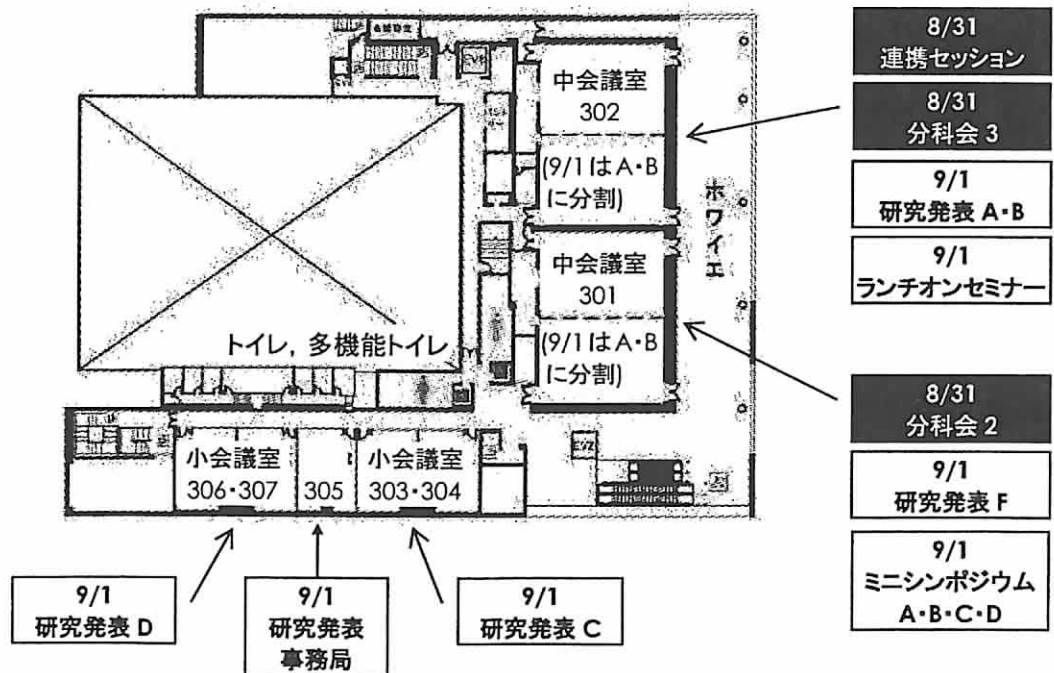 中会議室
302
(9/1はA・B
に分割)
中会議室
301
(9/1はA・B
に分割)
ホワイエ
トイレ, 多機能トイレ
小会議室
306・307
305
小会議室
303・304
EV2
8/31
連携セッション
8/31
分科会 3
9/1
研究発表 A・B
9/1
ランチオンセミナー
8/31
分科会 2
9/1
研究発表 F
9/1
ミニシンポジウム
A・B・C・D
9/1
研究発表 D
9/1
研究発表
事務局
9/1
研究発表 C